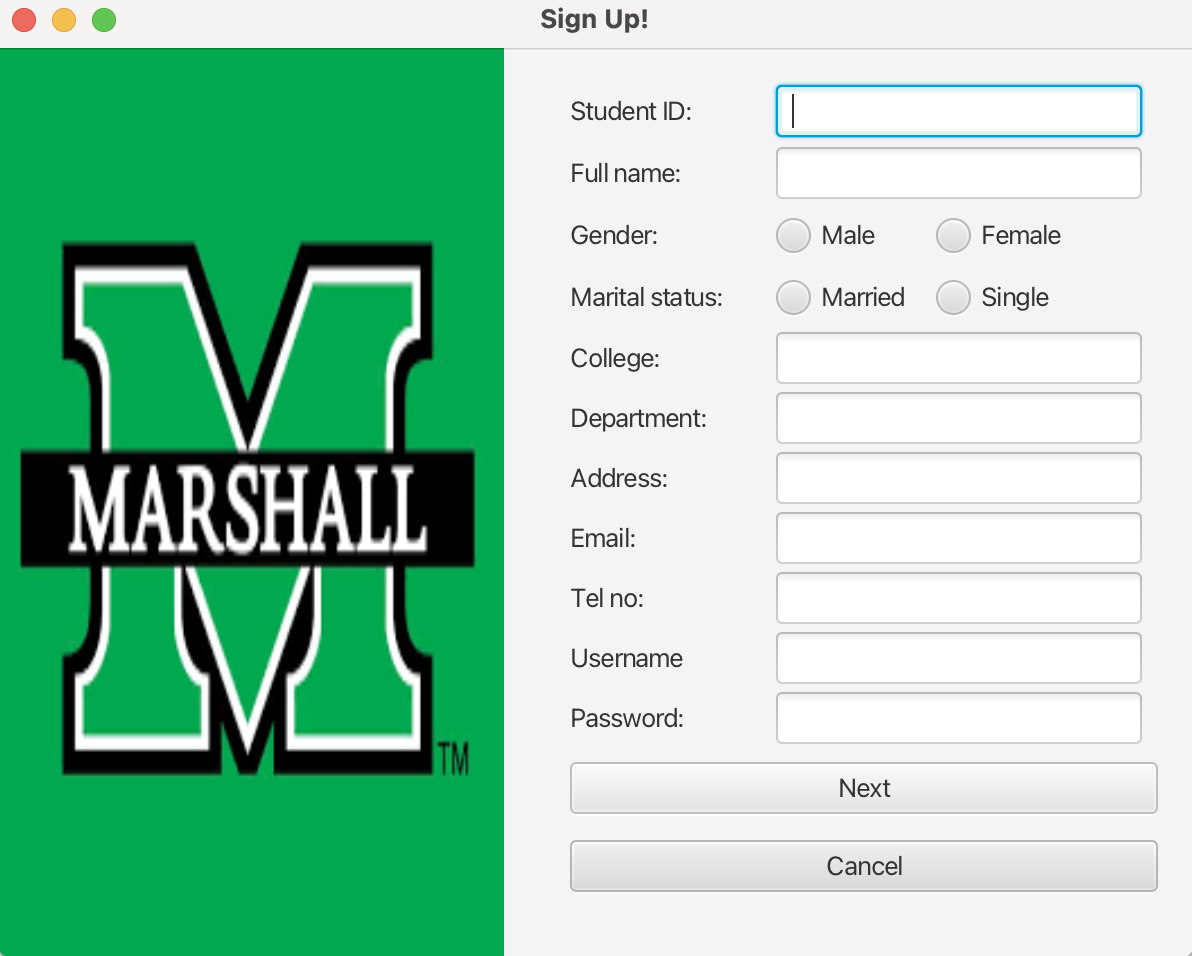 Sign Up!
MARSHALL
TM
Student ID:
Full name:
Gender: Male Female
Marital status: Married Single
College:
Department:
Address:
Email:
Tel no:
Username
Password:
Next
Cancel